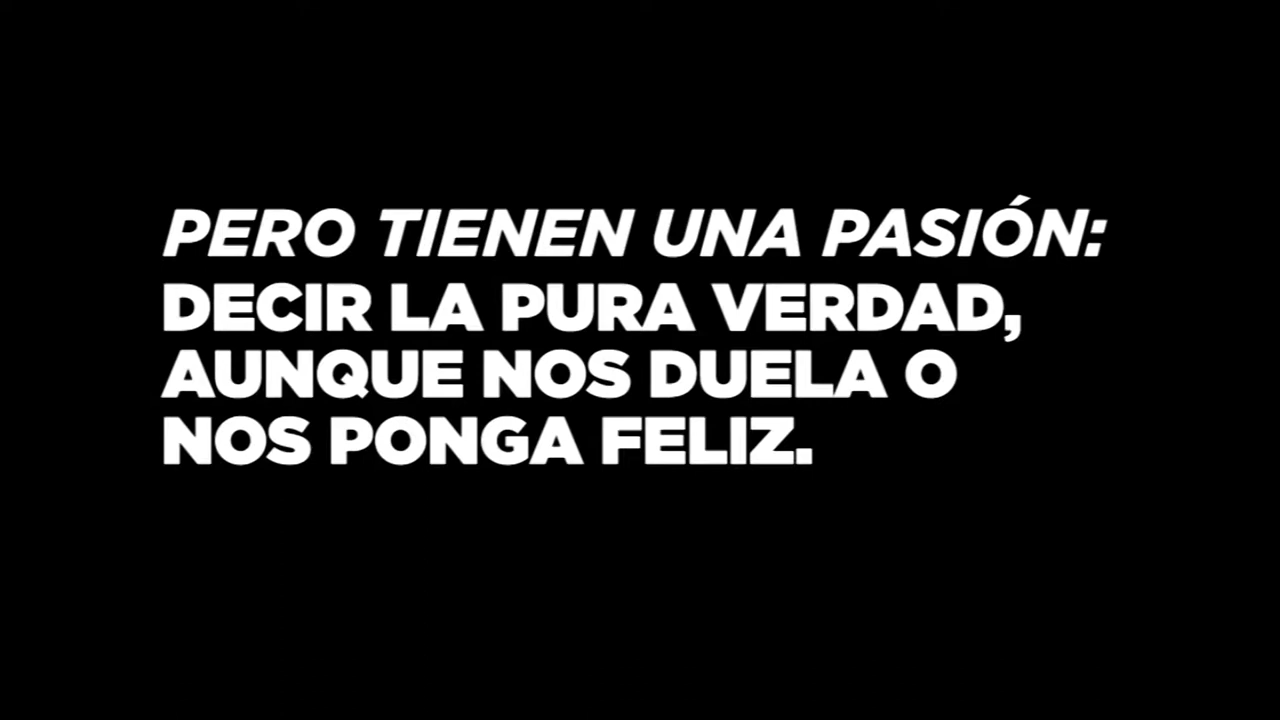 PERO TIENEN UNA PASIÓN:
DECIR LA PURA VERDAD,
AUNQUE NOS DUELA O
NOS PONGA FELIZ.